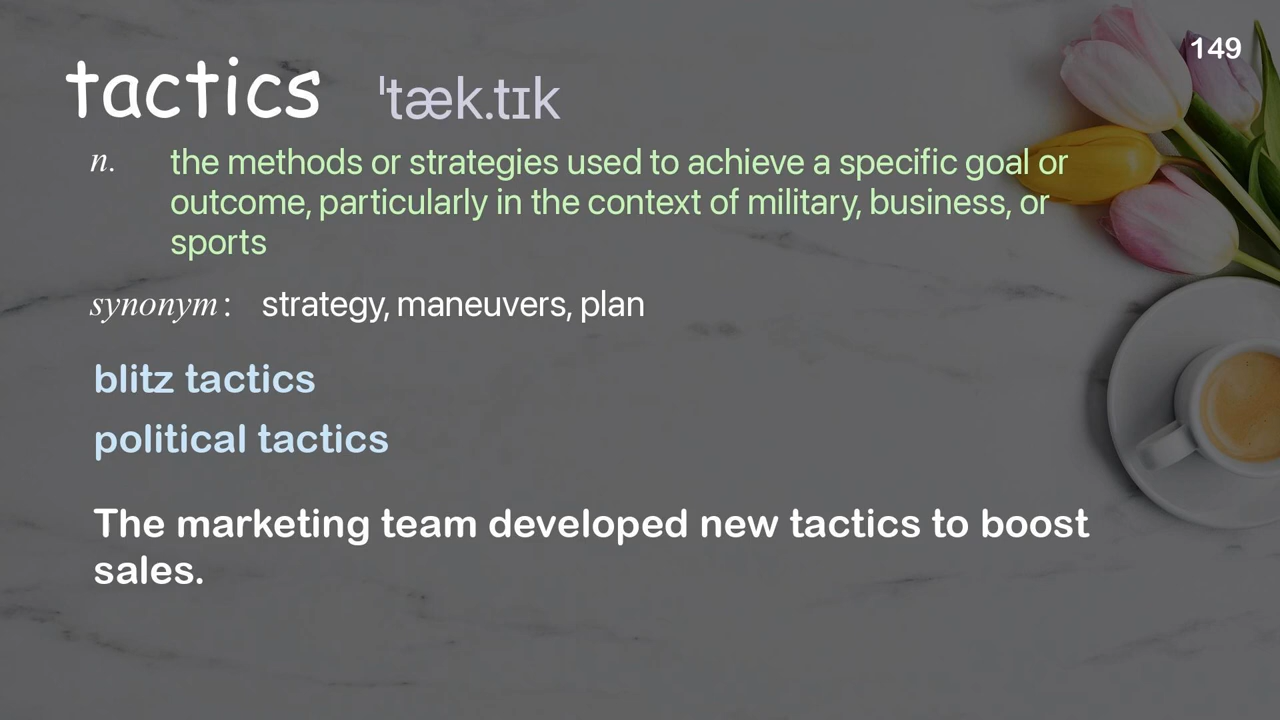 149
tactics ˈtæk.tɪk
n. the methods or strategies used to achieve a specific goal or
outcome, particularly in the context of military, business, or
sports
synonym: strategy, maneuvers, plan
blitz tactics
political tactics
The marketing team developed new tactics to boost
sales.